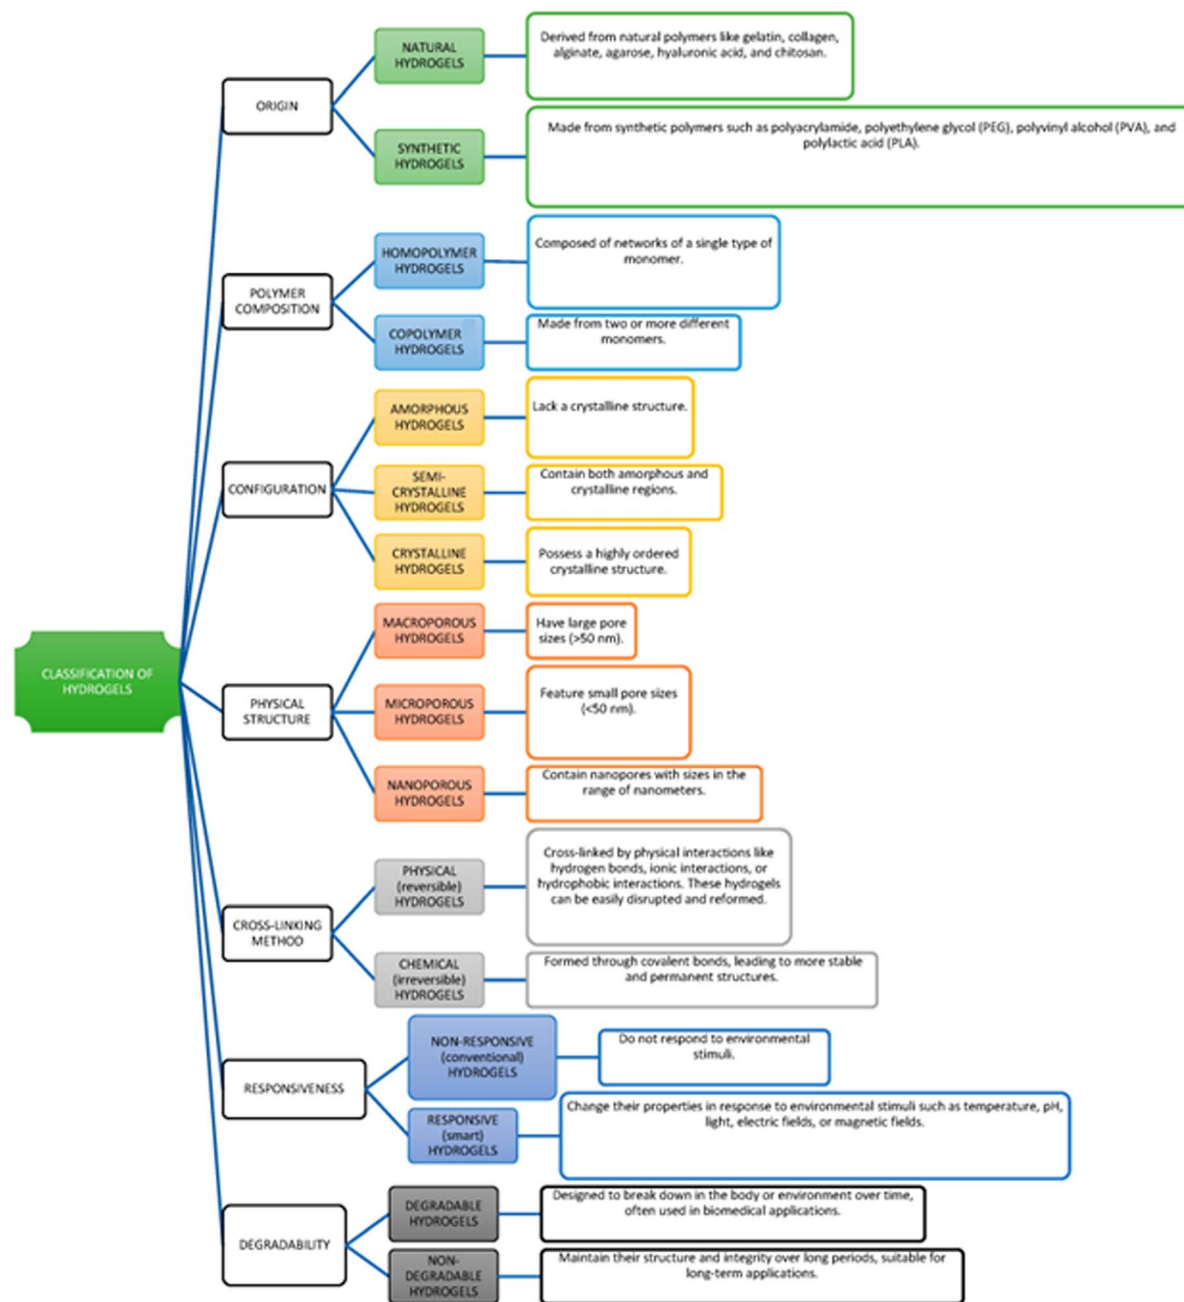 CLASSIFICATION OF
HYDROGELS
ORIGIN
NATURAL
HYDROGELS
Derived from natural polymers like gelatin, collagen,
alginate, agarose, hyaluronic acid, and chitosan.
SYNTHETIC
HYDROGELS
Made from synthetic polymers such as polyacrylamide, polyethylene glycol (PEG), polyvinyl alcohol (PVA), and
polylactic acid (PLA).
POLYMER
COMPOSITION
HOMOPOLYMER
HYDROGELS
Composed of networks of a single type of
monomer.
COPOLYMER
HYDROGELS
Made from two or more different
monomers.
CONFIGURATION
AMORPHOUS
HYDROGELS
Lack a crystalline structure.
SEMI-
CRYSTALLINE
HYDROGELS
Contain both amorphous and
crystalline regions.
CRYSTALLINE
HYDROGELS
Possess a highly ordered
crystalline structure.
PHYSICAL
STRUCTURE
MACROPOROUS
HYDROGELS
Have large pore
sizes (>50 nm).
MICROPOROUS
HYDROGELS
Feature small pore sizes
(<50 nm).
NANOPOROUS
HYDROGELS
Contain nanopores with sizes in the
range of nanometers.
CROSS-LINKING
METHOD
PHYSICAL
(reversible)
HYDROGELS
Cross-linked by physical interactions like
hydrogen bonds, ionic interactions, or
hydrophobic interactions. These hydrogels
can be easily disrupted and reformed.
CHEMICAL
(irreversible)
HYDROGELS
Formed through covalent bonds, leading to more stable
and permanent structures.
RESPONSIVENESS
NON-RESPONSIVE
(conventional)
HYDROGELS
Do not respond to environmental
stimuli.
RESPONSIVE
(smart)
HYDROGELS
Change their properties in response to environmental stimuli such as temperature, pH,
light, electric fields, or magnetic fields.
DEGRADABILITY
DEGRADABLE
HYDROGELS
Designed to break down in the body or environment over time,
often used in biomedical applications.
NON-
DEGRADABLE
HYDROGELS
Maintain their structure and integrity over long periods, suitable for
long-term applications.